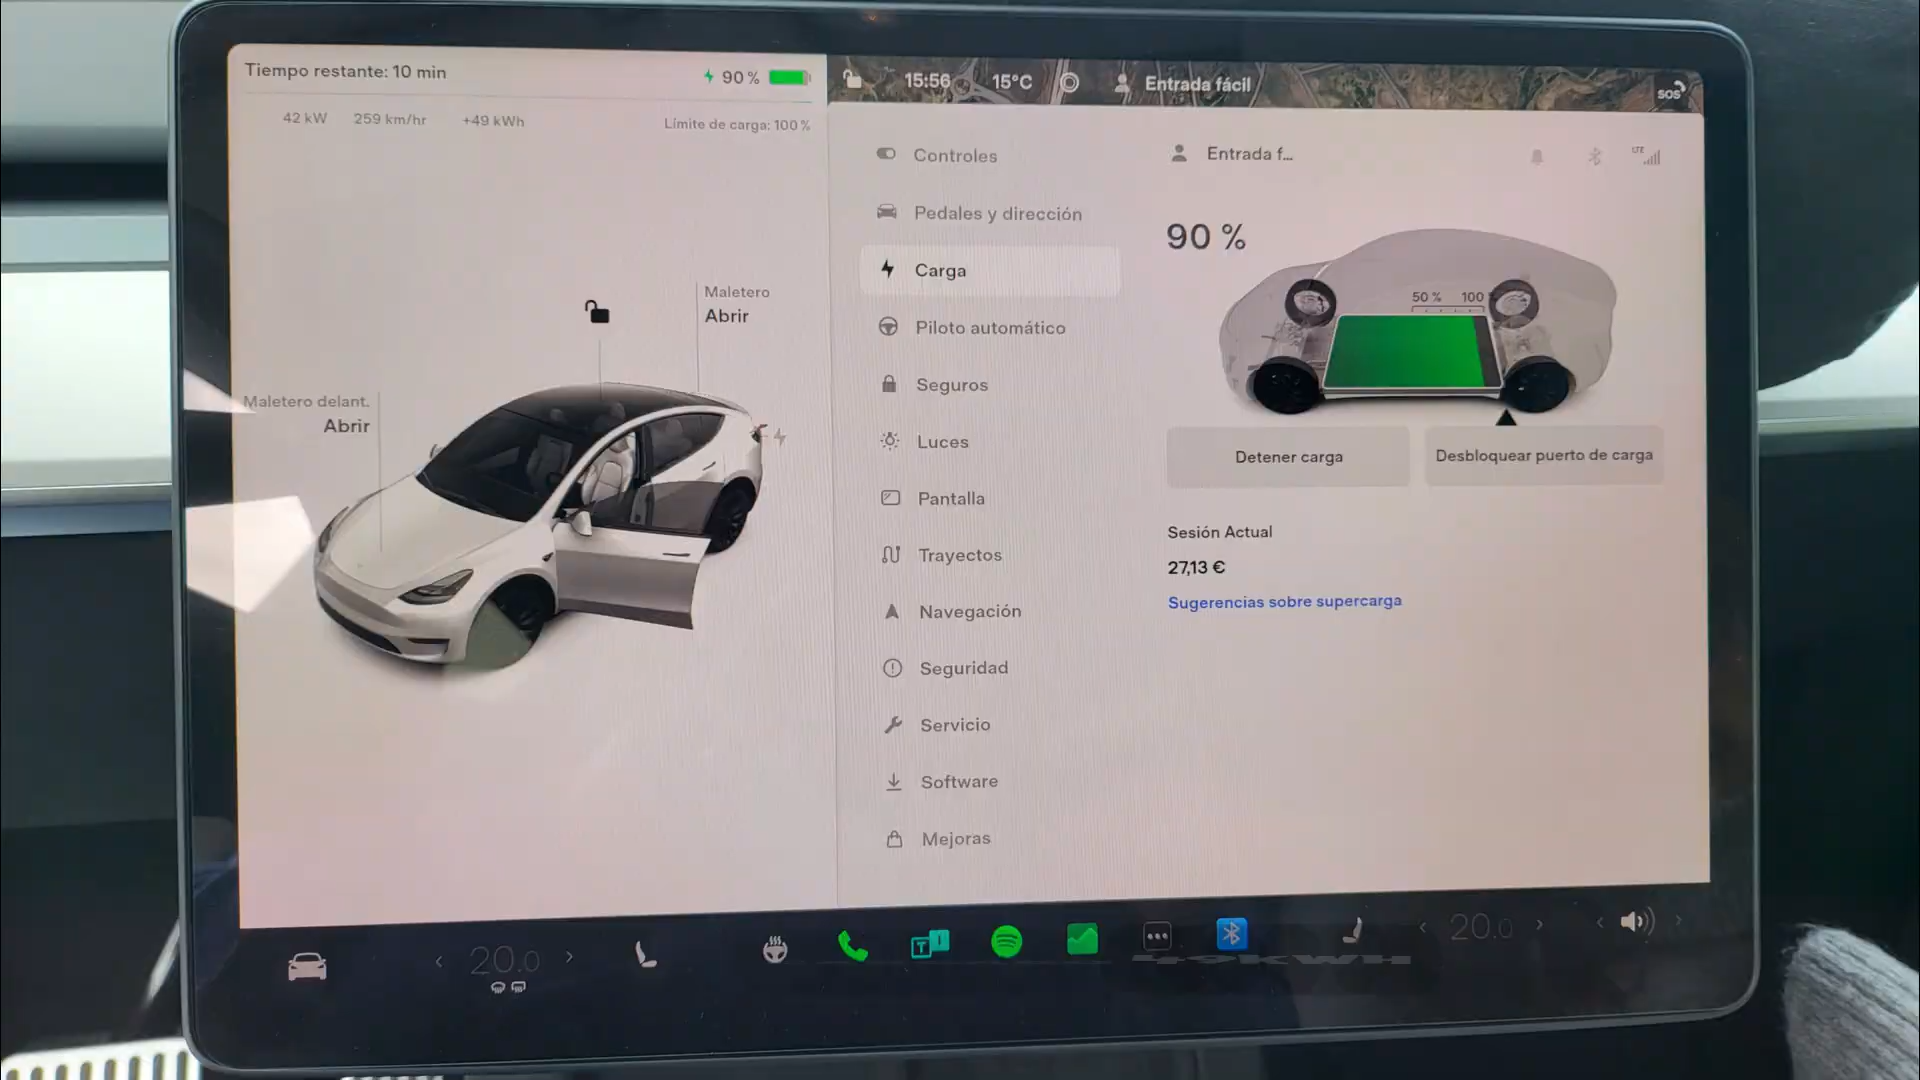 Tiempo restante: 10 min
90 %
42 kW
259 km/hr
+49 kWh
Límite de carga: 100 %
Maletero
Abrir
Maletero delant.
Abrir
15:56
15°C
Entrada fácil
SOS
Controles
Pedales y dirección
Carga
Piloto automático
Seguros
Luces
Pantalla
Trayectos
Navegación
Seguridad
Servicio
Software
Mejoras
Entrada f...
LTE
90 %
50 %
100
Detener carga
Desbloquear puerto de carga
Sesión Actual
27,13 €
Sugerencias sobre supercarga
20.0
T
20.0
49KWH